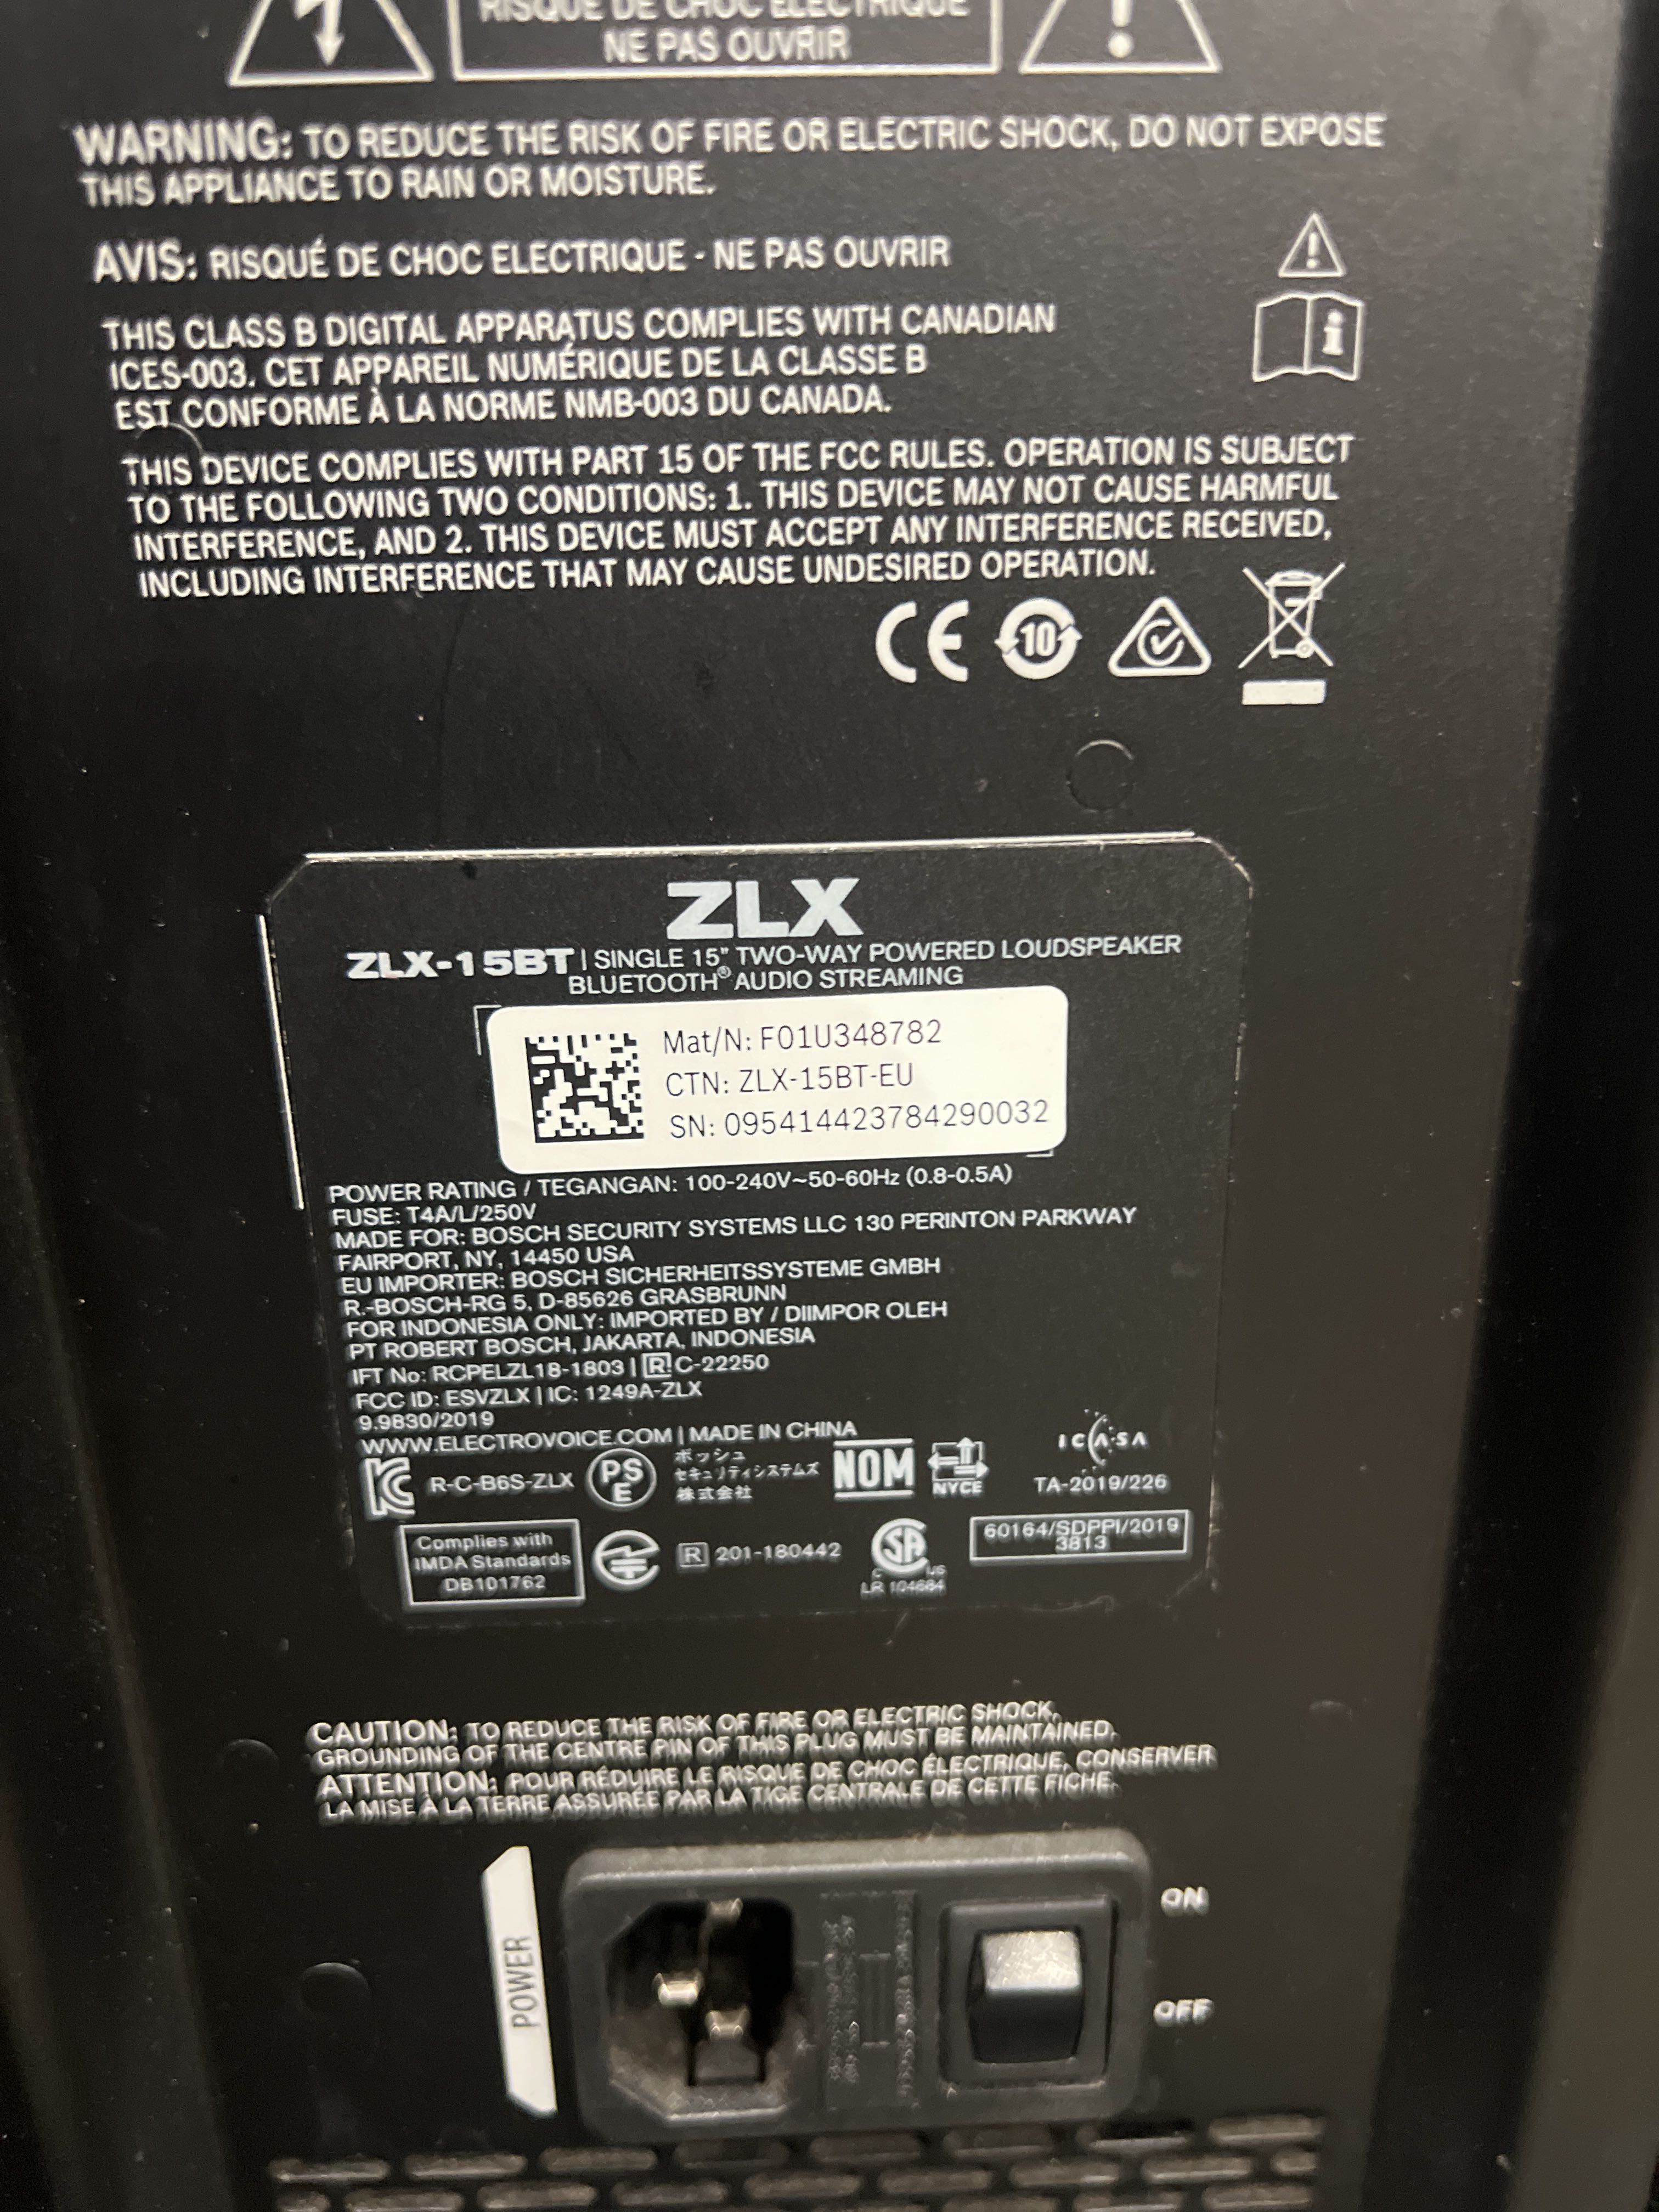 RISQUE DE CHOC ELECTRIQUE
NE PAS OUVRIR
WARNING: TO REDUCE THE RISK OF FIRE OR ELECTRIC SHOCK, DO NOT EXPOSE
THIS APPLIANCE TO RAIN OR MOISTURE.
AVIS: RISQUÉ DE CHOC ELECTRIQUE - NE PAS OUVRIR
THIS CLASS B DIGITAL APPARATUS COMPLIES WITH CANADIAN
ICES-003. CET APPAREIL NUMÉRIQUE DE LA CLASSE B
EST CONFORME À LA NORME NMB-003 DU CANADA.
THIS DEVICE COMPLIES WITH PART 15 OF THE FCC RULES. OPERATION IS SUBJECT
TO THE FOLLOWING TWO CONDITIONS: 1. THIS DEVICE MAY NOT CAUSE HARMFUL
INTERFERENCE, AND 2. THIS DEVICE MUST ACCEPT ANY INTERFERENCE RECEIVED,
INCLUDING INTERFERENCE THAT MAY CAUSE UNDESIRED OPERATION.
CE 10
ZLX
ZLX-15BT | SINGLE 15" TWO-WAY POWERED LOUDSPEAKER
BLUETOOTH® AUDIO STREAMING
Mat/N: F01U348782
CTN: ZLX-15BT-EU
SN: 095414423784290032
POWER RATING / TEGANGAN: 100-240V~50-60Hz (0.8-0.5A)
FUSE: T4A/L/250V
MADE FOR: BOSCH SECURITY SYSTEMS LLC 130 PERINTON PARKWAY
FAIRPORT, NY, 14450 USA
EU IMPORTER: BOSCH SICHERHEITSSYSTEME GMBH
R.-BOSCH-RG 5, D-85626 GRASBRUNN
FOR INDONESIA ONLY: IMPORTED BY / DIIMPOR OLEH
PT ROBERT BOSCH, JAKARTA, INDONESIA
IFT No: RCPELZL18-1803 | R C-22250
FCC ID: ESVZLX | IC: 1249A-ZLX
9.9830/2019
WWW.ELECTROVOICE.COM | MADE IN CHINA
R-C-B6S-ZLX
PSE
ボッシュ
セキュリティシステムズ
株式会社
NOM
NYCE
ICASA
TA-2019/226
Complies with
IMDA Standards
DB101762
R 201-180442
SA
C US
LR 104684
60164/SDPPI/2019
3813
CAUTION: TO REDUCE THE RISK OF FIRE OR ELECTRIC SHOCK,
GROUNDING OF THE CENTRE PIN OF THIS PLUG MUST BE MAINTAINED.
ATTENTION: POUR RÉDUIRE LE RISQUE DE CHOC ÉLECTRIQUE, CONSERVER
LA MISE À LA TERRE ASSURÉE PAR LA TIGE CENTRALE DE CETTE FICHE.
POWER
ON
OFF